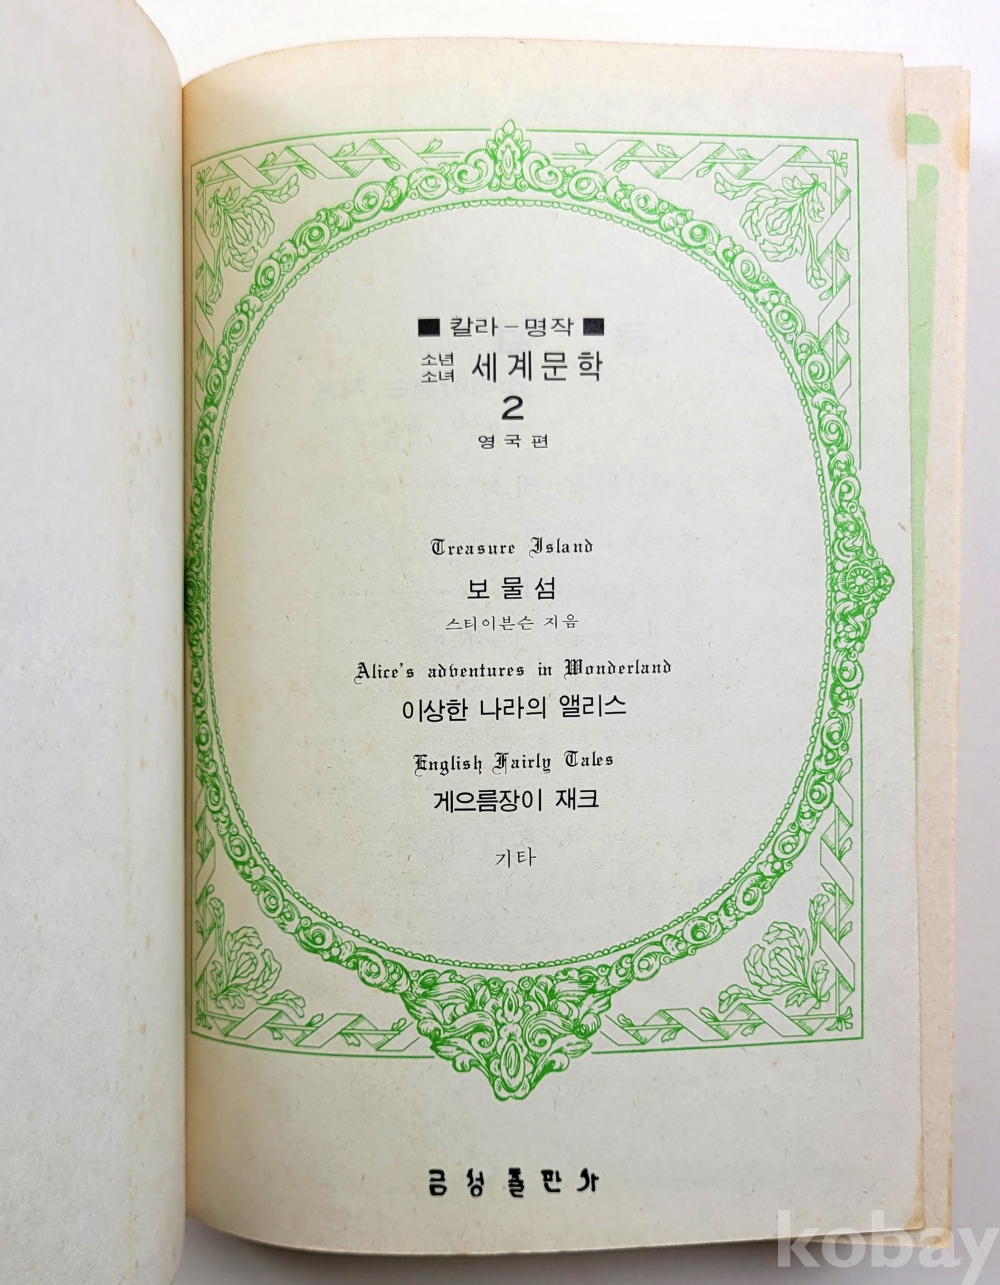 ■ 칼라-명작 ■
소년
소녀 세계문학
2
영국편
Treasure Island
보물섬
스티이븐슨 지음
Alice's adventures in Wonderland
이상한 나라의 앨리스
English Fairly Tales
게으름장이 재크
기타
금성출판사
kobay